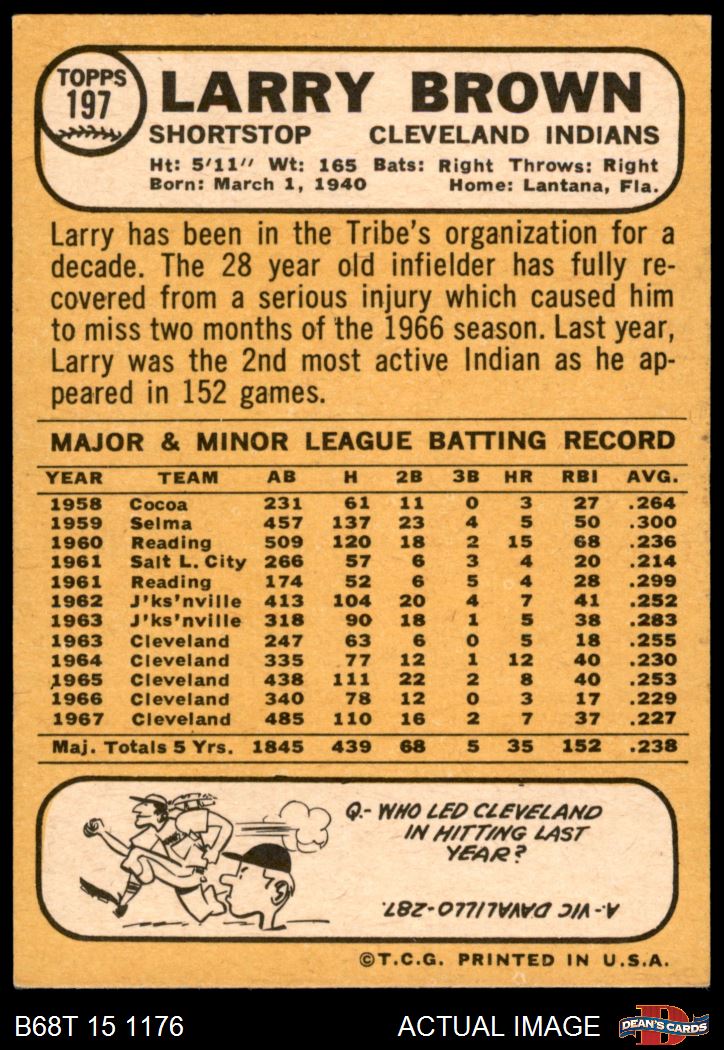 TOPPS
197
LARRY BROWN
SHORTSTOP CLEVELAND INDIANS
Ht: 5'11" Wt: 165 Bats: Right Throws: Right
Born: March 1, 1940 Home: Lantana, Fla.
Larry has been in the Tribe's organization for a
decade. The 28 year old infielder has fully re-
covered from a serious injury which caused him
to miss two months of the 1966 season. Last year,
Larry was the 2nd most active Indian as he ap-
peared in 152 games.
MAJOR & MINOR LEAGUE BATTING RECORD
YEAR TEAM AB H 2B 3B HR RBI AVG.
1958 Cocoa 231 61 11 0 3 27 .264
1959 Selma 457 137 23 4 5 50 .300
1960 Reading 509 120 18 2 15 68 .236
1961 Salt L. City 266 57 6 3 4 20 .214
1961 Reading 174 52 6 5 4 28 .299
1962 J'ks'nville 413 104 20 4 7 41 .252
1963 J'ks'nville 318 90 18 1 5 38 .283
1963 Cleveland 247 63 6 0 5 18 .255
1964 Cleveland 335 77 12 1 12 40 .230
1965 Cleveland 438 111 22 2 8 40 .253
1966 Cleveland 340 78 12 0 3 17 .229
1967 Cleveland 485 110 16 2 7 37 .227
Maj. Totals 5 Yrs. 1845 439 68 5 35 152 .238
Q.- WHO LED CLEVELAND
IN HITTING LAST
YEAR?
A.- VIC DAVALILLO-287.
©T.C.G. PRINTED IN U.S.A.
B68T 15 1176 ACTUAL IMAGE
D
DEAN'S CARDS